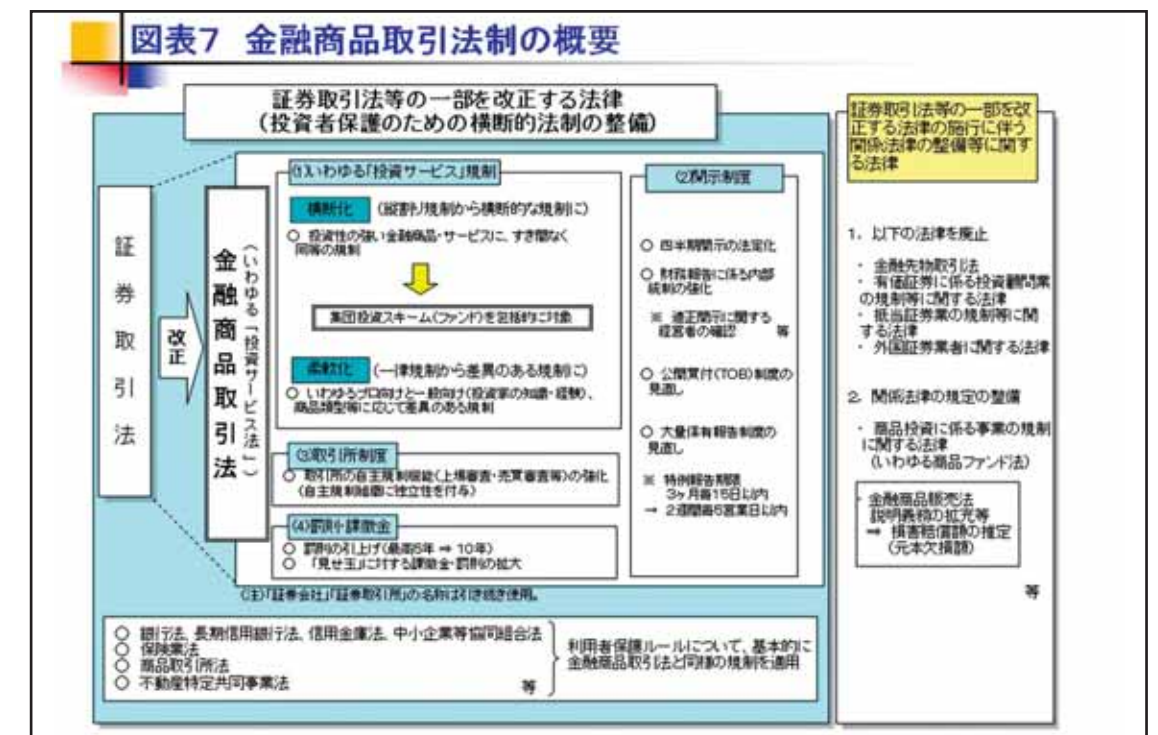 図表7 金融商品取引法制の概要
証券取引法等の一部を改正する法律
(投資者保護のための横断的法制の整備)
証券取引法
改正
金融商品取引法
(いわゆる「投資サービス法」)
(1)いわゆる「投資サービス」規制
横断化 (縦割り規制から横断的な規制に)
○ 投資性の強い金融商品・サービスに、すき間なく
同等の規制
集団投資スキーム(ファンド)を包括的に対象
柔軟化 (一律規制から差異のある規制に)
○ いわゆるプロ向けと一般向け(投資家の知識・経験)、
商品類型等に応じて差異のある規制
(3)取引所制度
○ 取引所の自主規制機能(上場審査・売買審査等)の強化
(自主規制組織に独立性を付与)
(4)罰則・課徴金
○ 罰則の引上げ(最高5年 ⇒ 10年)
○ 「見せ玉」に対する課徴金・罰則の拡大
(2)開示制度
○ 四半期開示の法定化
○ 財務報告に係る内部
統制の強化
※ 適正開示に関する
経営者の確認 等
○ 公開買付(TOB)制度の
見直し
○ 大量保有報告制度の
見直し
※ 特例報告期限
3ヶ月毎15日以内
→ 2週間毎5営業日以内
(注)「証券会社」「証券取引所」の名称は引き続き使用。
○ 銀行法、長期信用銀行法、信用金庫法、中小企業等協同組合法
○ 保険業法
○ 商品取引所法
○ 不動産特定共同事業法 等
利用者保護ルールについて、基本的に
金融商品取引法と同様の規制を適用
証券取引法等の一部を改
正する法律の施行に伴う
関係法律の整備等に関す
る法律
1. 以下の法律を廃止
・ 金融先物取引法
・ 有価証券に係る投資顧問業
の規制等に関する法律
・ 抵当証券業の規制等に関
する法律
・ 外国証券業者に関する法律
2. 関係法律の規定の整備
・ 商品投資に係る事業の規制
に関する法律
(いわゆる商品ファンド法)
・ 金融商品販売法
説明義務の拡充等
→ 損害賠償額の推定
(元本欠損額)
等